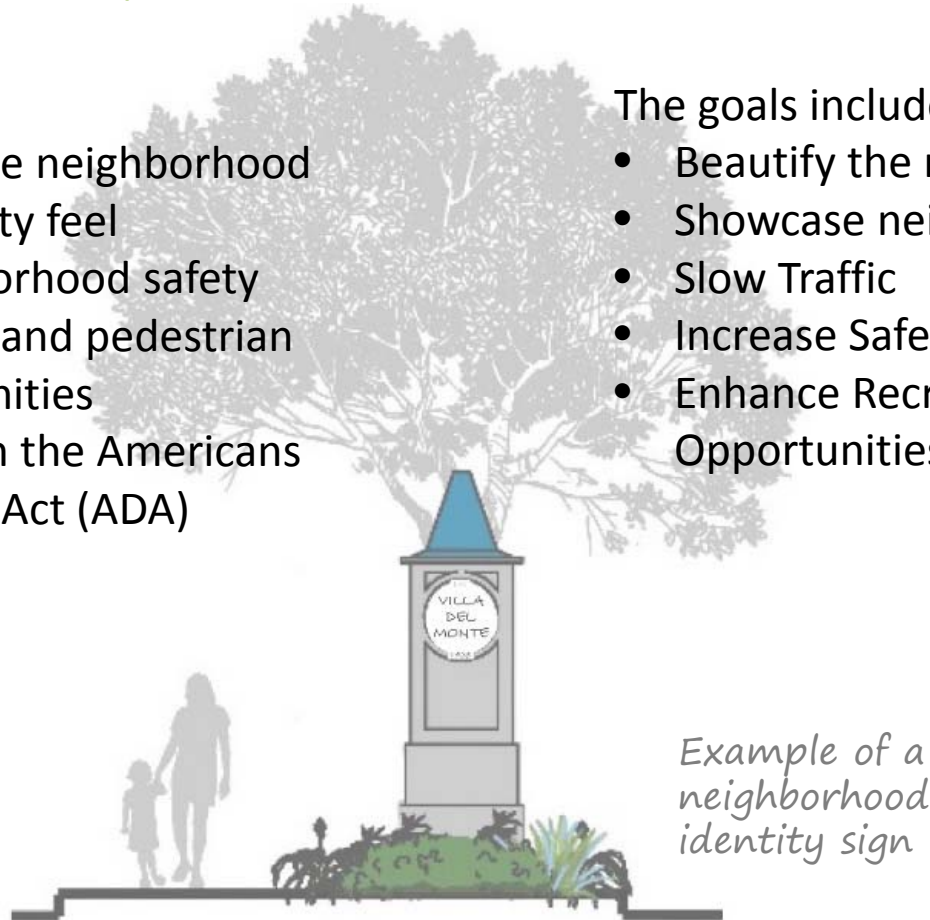 e neighborhood
ty feel
orhood safety
and pedestrian
nities
the Americans
Act (ADA)
The goals include
• Beautify the
• Showcase nei
• Slow Traffic
• Increase Safe
• Enhance Recr
Opportunities
VILLA
DEL
MONTE
Example of a
neighborhood
identity sign